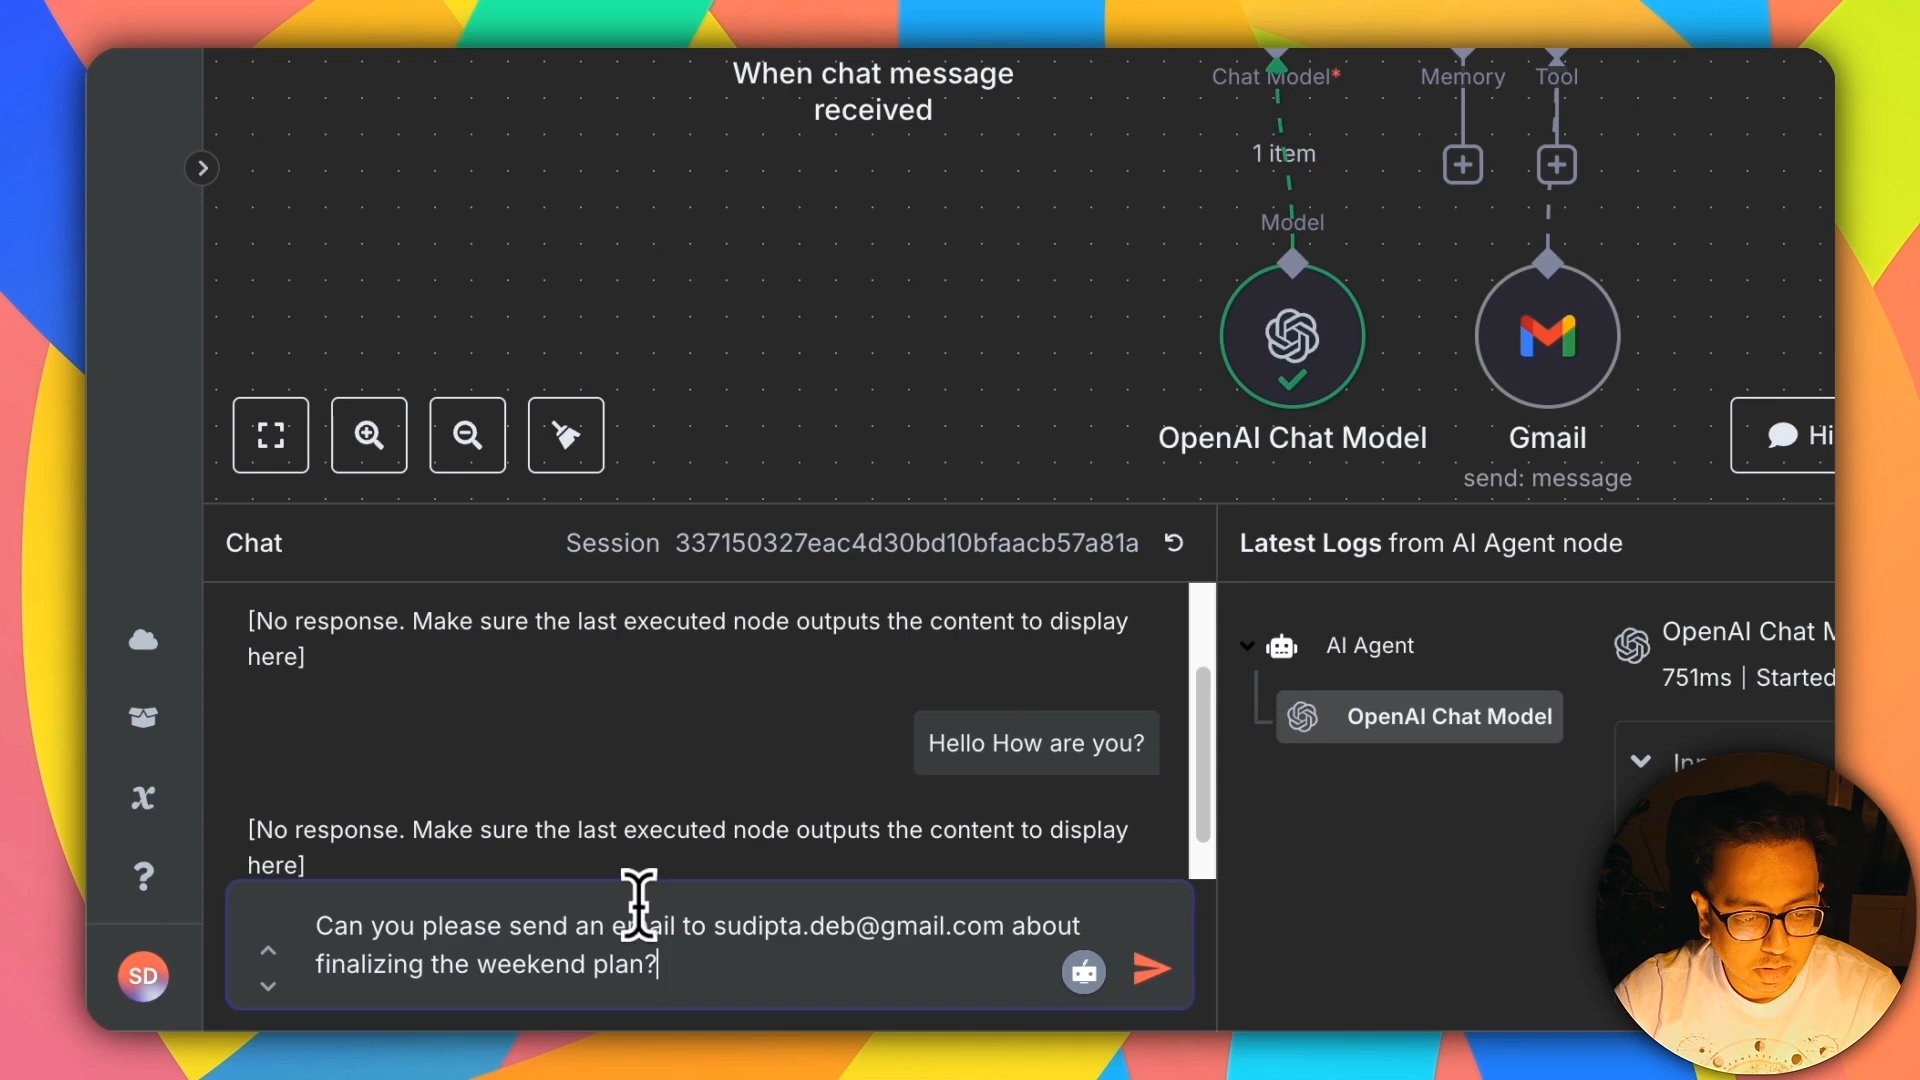 When chat message
received
Chat Model*
Memory
Tool
1 item
Model
OpenAI Chat Model
Gmail
send: message
Hi
Chat
Session 337150327eac4d30bd10bfaacb57a81a
Latest Logs from AI Agent node
[No response. Make sure the last executed node outputs the content to display
here]
Hello How are you?
[No response. Make sure the last executed node outputs the content to display
here]
Can you please send an email to sudipta.deb@gmail.com about
finalizing the weekend plan?
AI Agent
OpenAI Chat Model
OpenAI Chat M
751ms | Started
SD